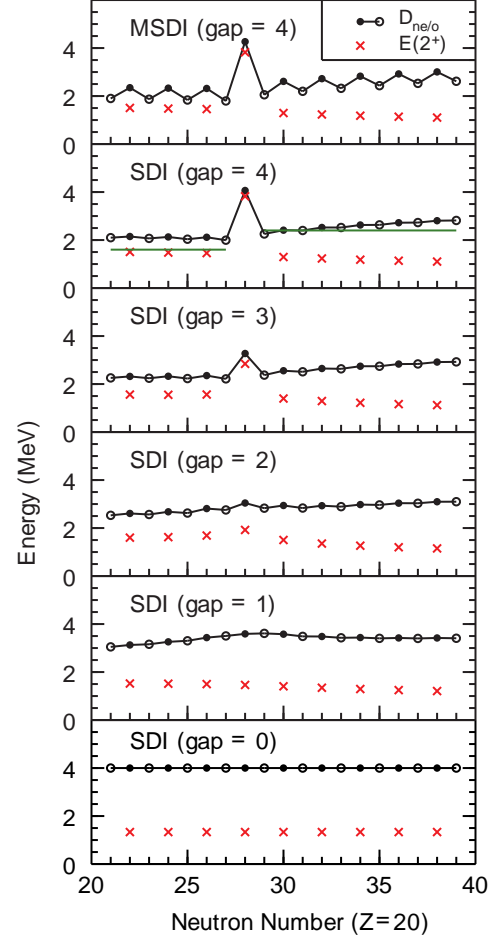 MSDI (gap = 4)
D_ne/o
E(2⁺)
6
4
2
0
SDI (gap = 4)
4
2
0
SDI (gap = 3)
4
2
0
SDI (gap = 2)
4
2
0
SDI (gap = 1)
4
2
0
SDI (gap = 0)
4
2
0
20
25
30
35
40
Energy (MeV)
Neutron Number (Z=20)